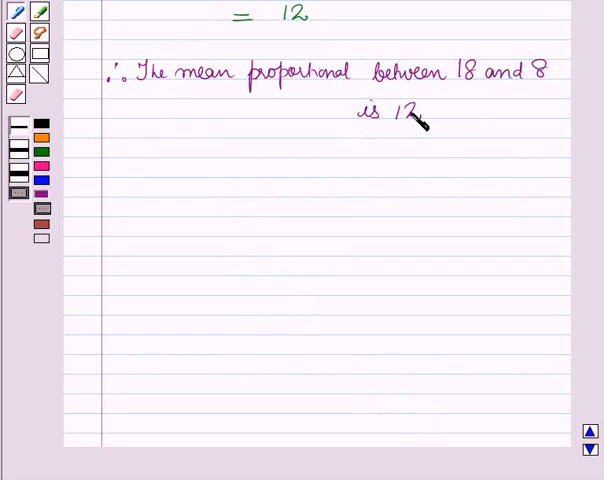 = 12
∴ The mean proportional between 18 and 8
is 12.